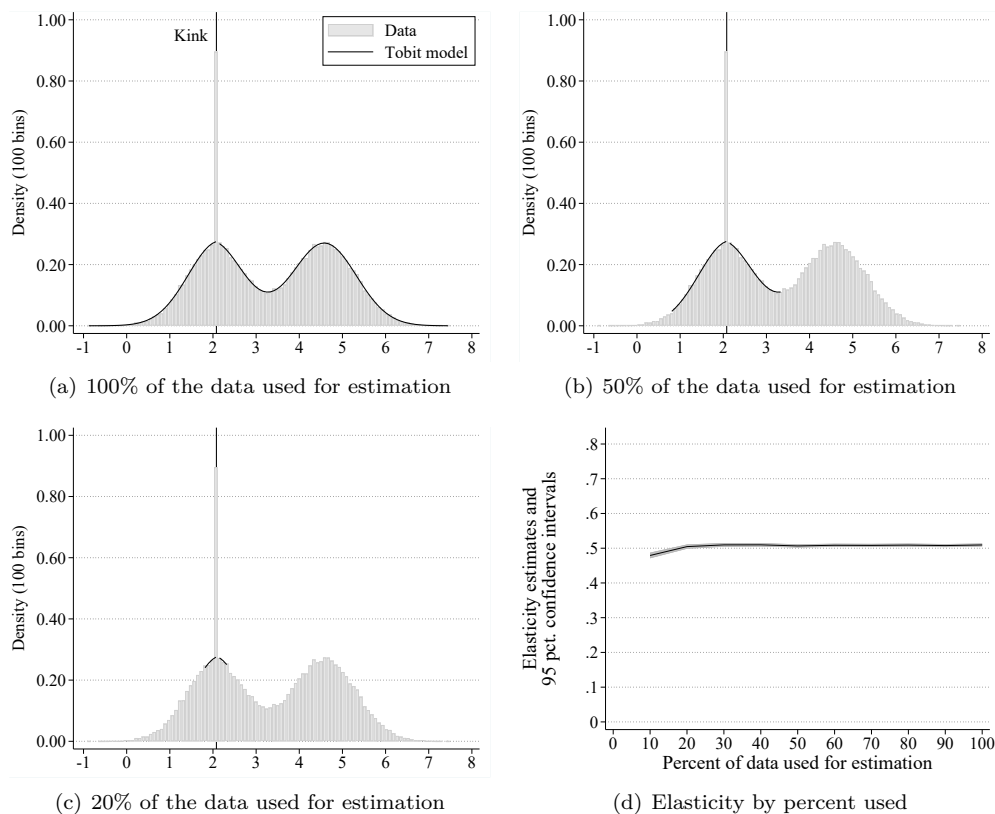 1.00
0.80
0.60
0.40
0.20
0.00
Density (100 bins)
Kink
Data
Tobit model
-1 0 1 2 3 4 5 6 7 8
(a) 100% of the data used for estimation
1.00
0.80
0.60
0.40
0.20
0.00
Density (100 bins)
-1 0 1 2 3 4 5 6 7 8
(b) 50% of the data used for estimation
1.00
0.80
0.60
0.40
0.20
0.00
Density (100 bins)
-1 0 1 2 3 4 5 6 7 8
(c) 20% of the data used for estimation
.8
.7
.6
.5
.4
.3
.2
.1
0
Elasticity estimates and
95 pct. confidence intervals
0 10 20 30 40 50 60 70 80 90 100
Percent of data used for estimation
(d) Elasticity by percent used